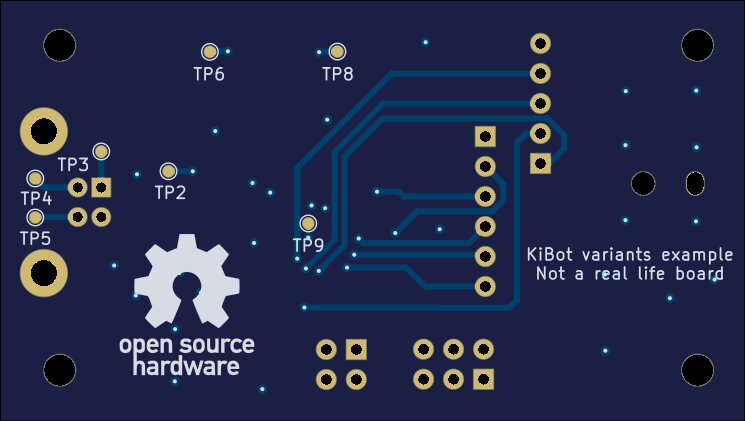 TP6
TP8
TP3
TP4
TP2
TP5
TP9
KiBot variants example
Not a real life board
open source
hardware